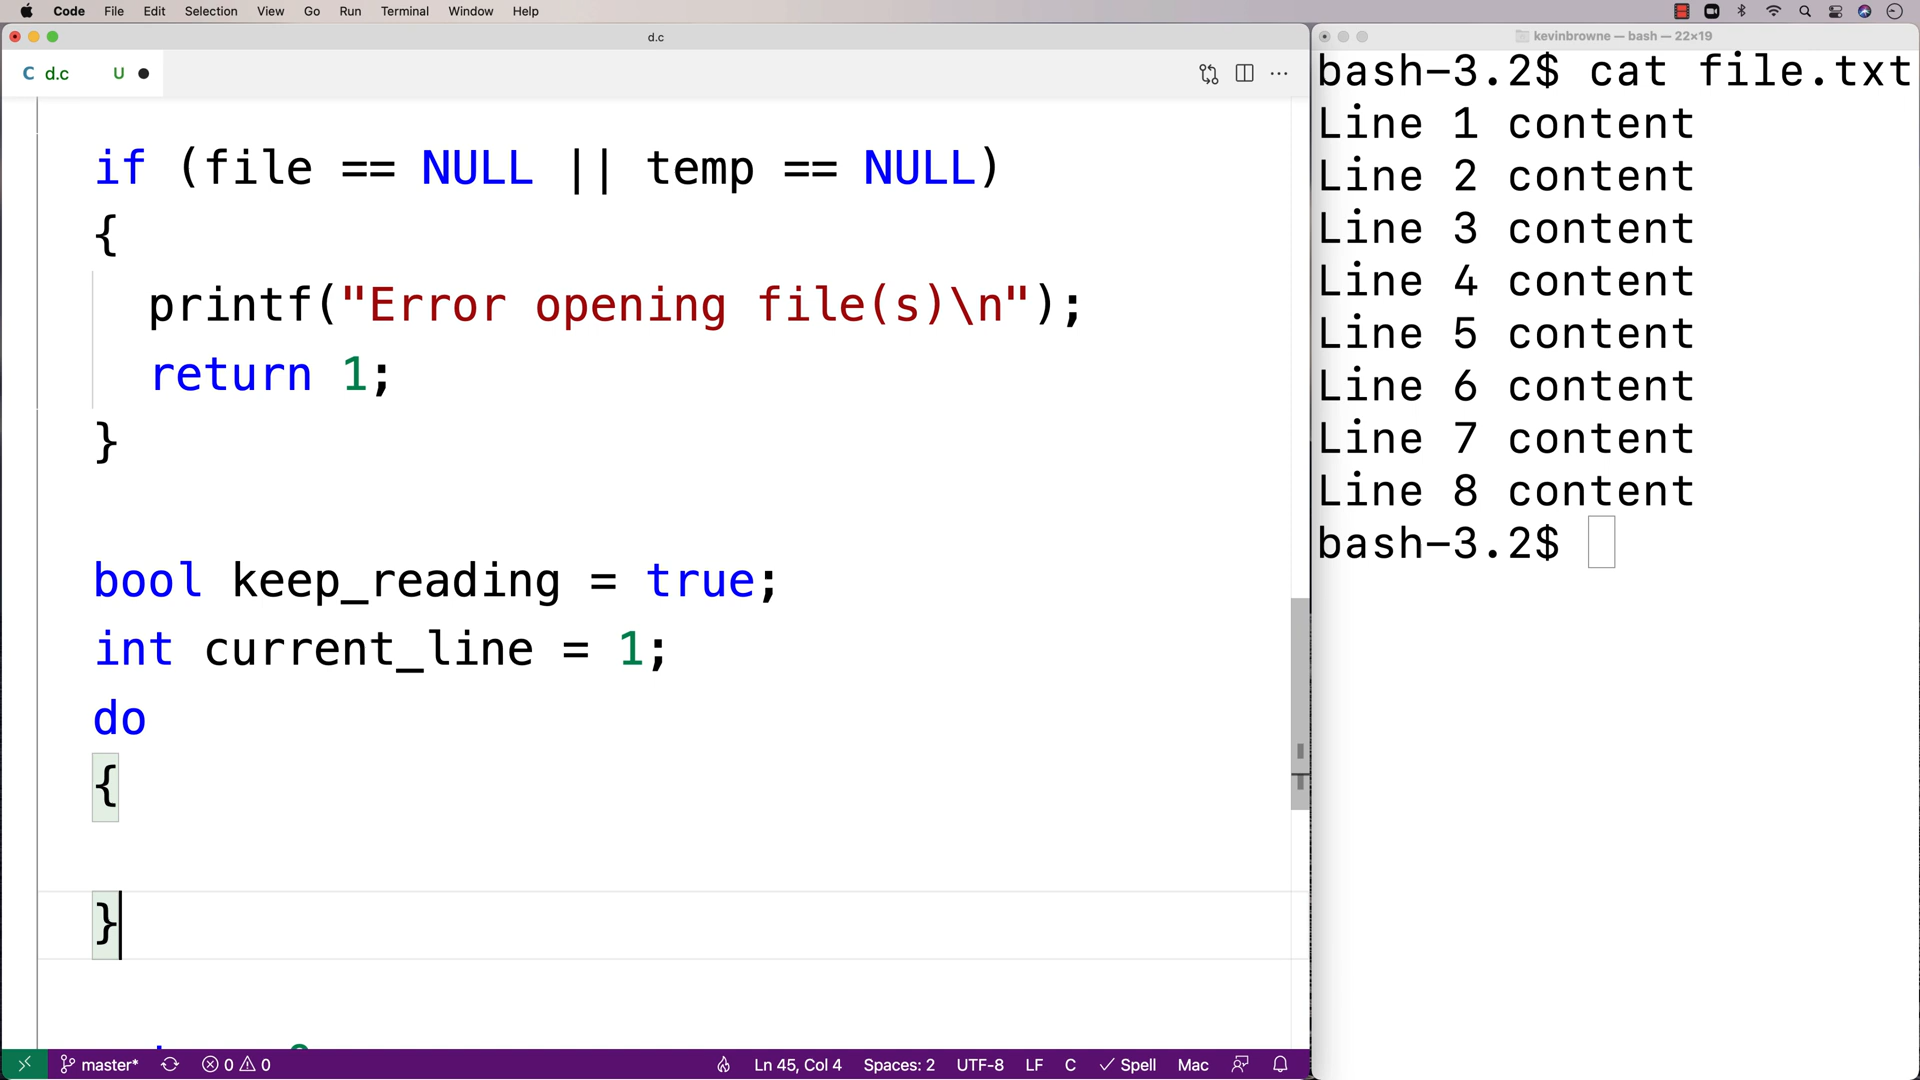 Code File Edit Selection View Go Run Terminal Window Help
d.c
C d.c U
if (file == NULL || temp == NULL)
{
printf("Error opening file(s)\n");
return 1;
}
bool keep_reading = true;
int current_line = 1;
do
{
}
master* 0 0 Ln 45, Col 4 Spaces: 2 UTF-8 LF C Spell Mac
kevinbrowne — bash — 22×19
bash-3.2$ cat file.txt
Line 1 content
Line 2 content
Line 3 content
Line 4 content
Line 5 content
Line 6 content
Line 7 content
Line 8 content
bash-3.2$